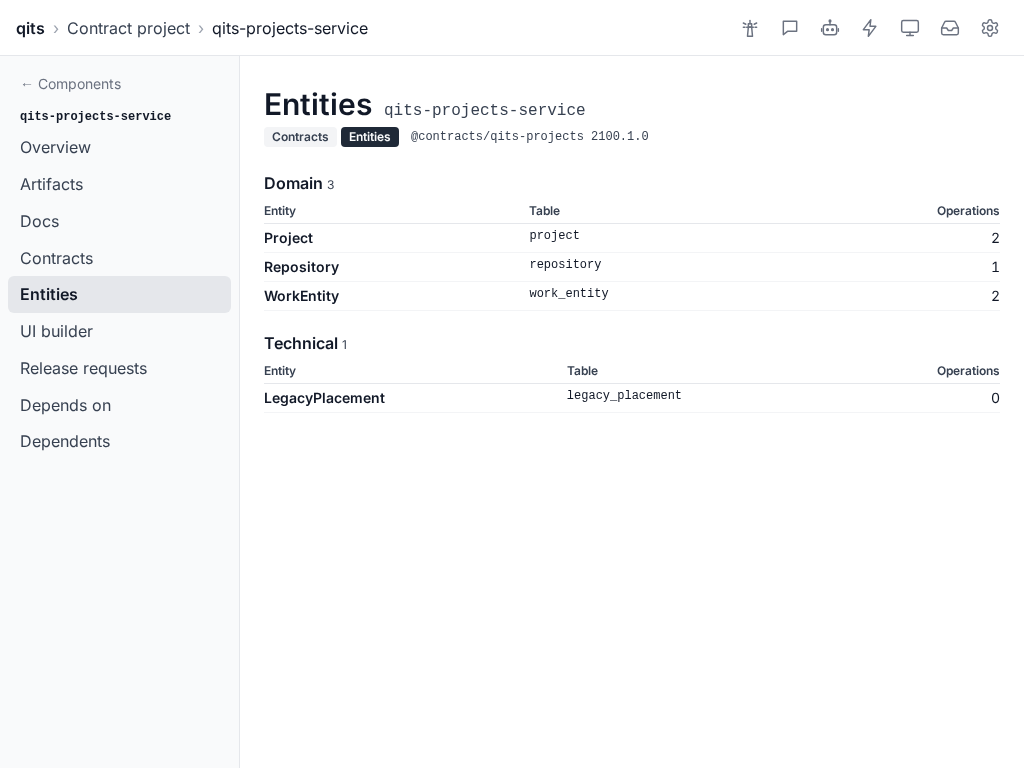 qits › Contract project › qits-projects-service
← Components
qits-projects-service
Overview
Artifacts
Docs
Contracts
Entities
UI builder
Release requests
Depends on
Dependents
Entities qits-projects-service
Contracts Entities @contracts/qits-projects 2100.1.0
Domain 3
Entity Table Operations
Project project 2
Repository repository 1
WorkEntity work_entity 2
Technical 1
Entity Table Operations
LegacyPlacement legacy_placement 0